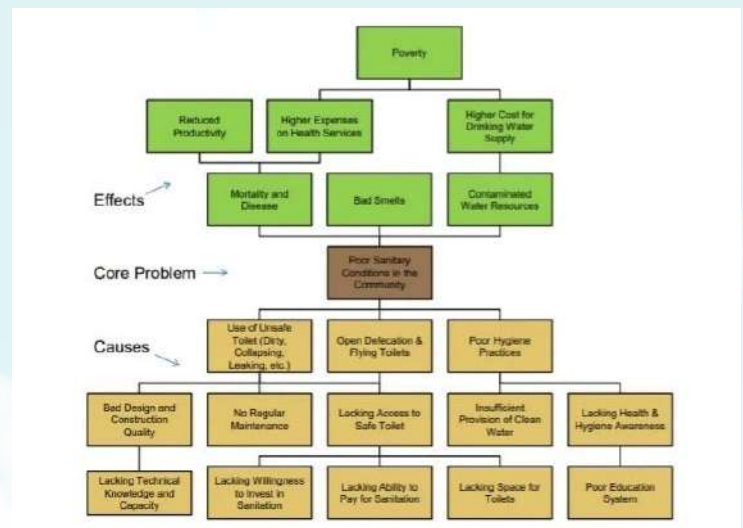 Poverty
Reduced
Productivity
Higher Expenses
on Health Services
Higher Cost for
Drinking Water
Supply
Effects
Mortality and
Disease
Bad Smells
Contaminated
Water Resources
Core Problem
Poor Sanitary
Conditions in the
Community
Causes
Use of Unsafe
Toilet (Dirty,
Collapsing,
Leaking, etc.)
Open Defecation &
Flying Toilets
Poor Hygiene
Practices
Bad Design and
Construction
Quality
No Regular
Maintenance
Lacking Access to
Safe Toilet
Insufficient
Provision of Clean
Water
Lacking Health &
Hygiene Awareness
Lacking Technical
Knowledge and
Capacity
Lacking Willingness
to Invest in
Sanitation
Lacking Ability to
Pay for Sanitation
Lacking Space for
Toilets
Poor Education
System